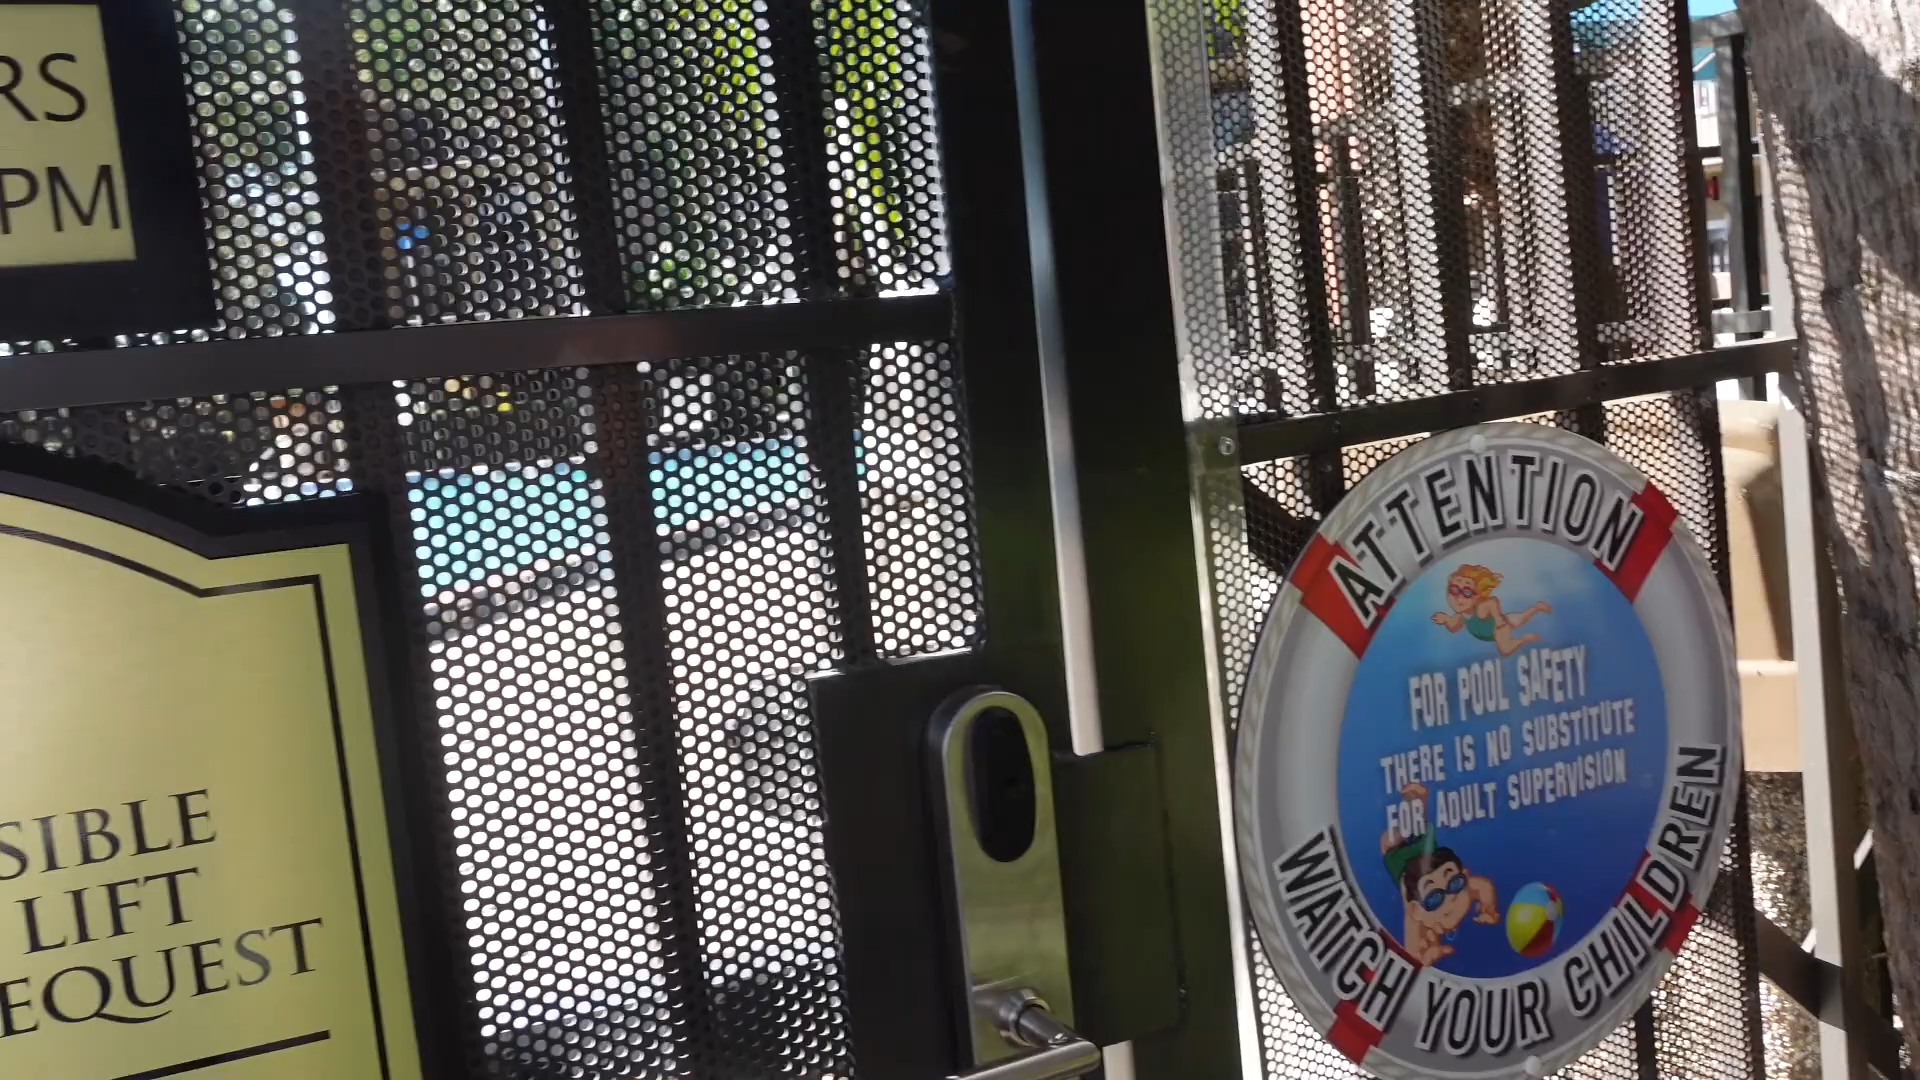 RS
PM
SIBLE
LIFT
EQUEST
ATTENTION
FOR POOL SAFETY
THERE IS NO SUBSTITUTE
FOR ADULT SUPERVISION
WATCH YOUR CHILDREN